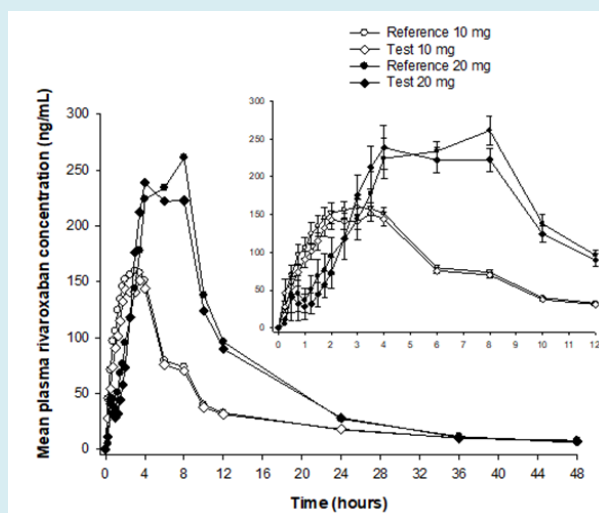 Reference 10 mg
Test 10 mg
Reference 20 mg
Test 20 mg
Mean plasma rivaroxaban concentration (ng/mL)
300
250
200
150
100
50
0
0 4 8 12 16 20 24 28 32 36 40 44 48
Time (hours)
300
250
200
150
100
50
0
0 1 2 3 4 5 6 7 8 9 10 11 12